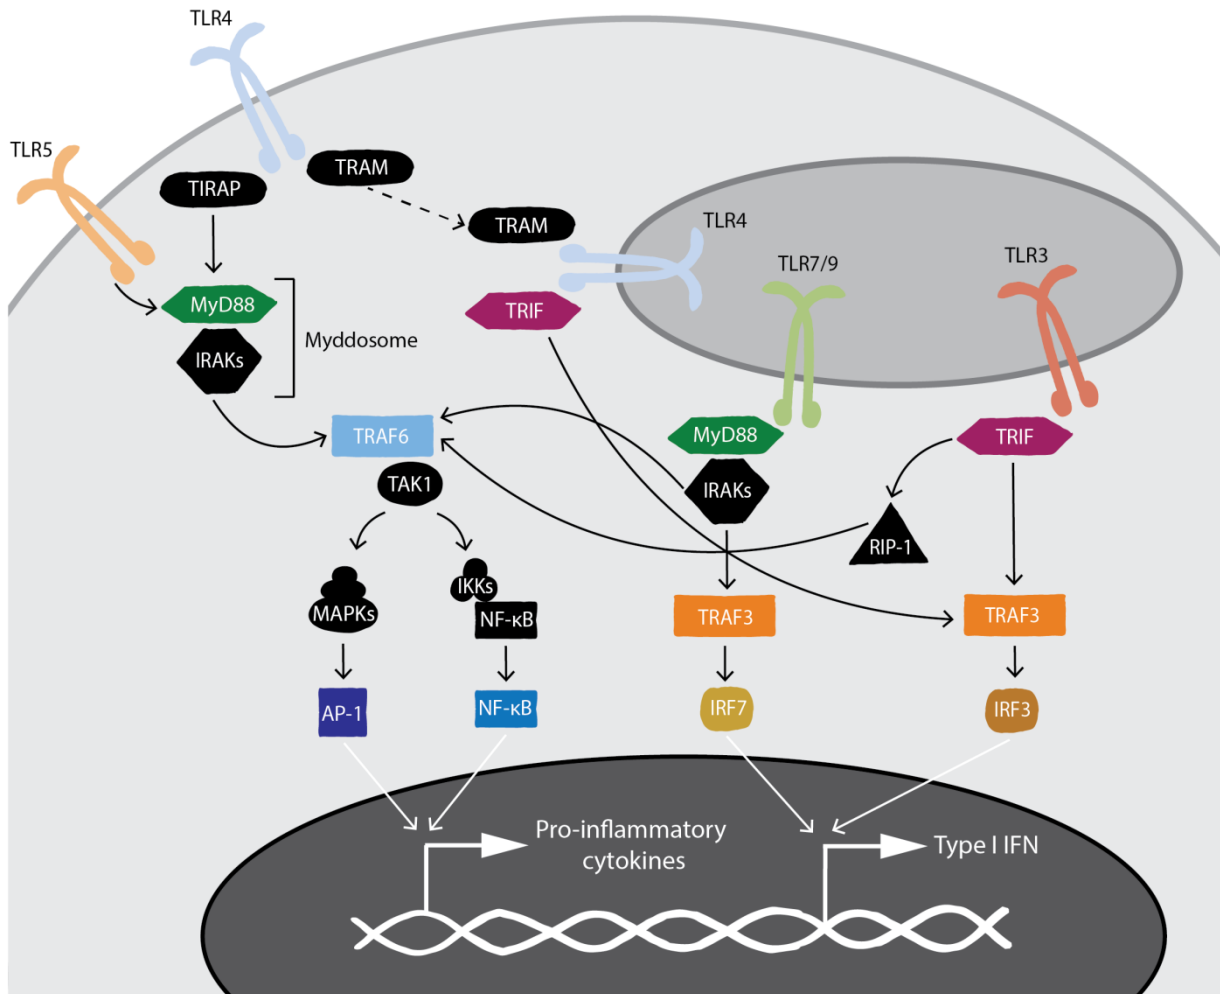 TLR4
TLR5
TRAM
TIRAP
TRAM
TLR4
TLR3
TLR7/9
MyD88
TRIF
Myddosome
IRAKs
TRAF6
MyD88
TRIF
TAK1
IRAKs
RIP-1
IKKs
MAPKs
NF-κB
TRAF3
TRAF3
AP-1
NF-κB
IRF7
IRF3
Pro-inflammatory
cytokines
Type I IFN